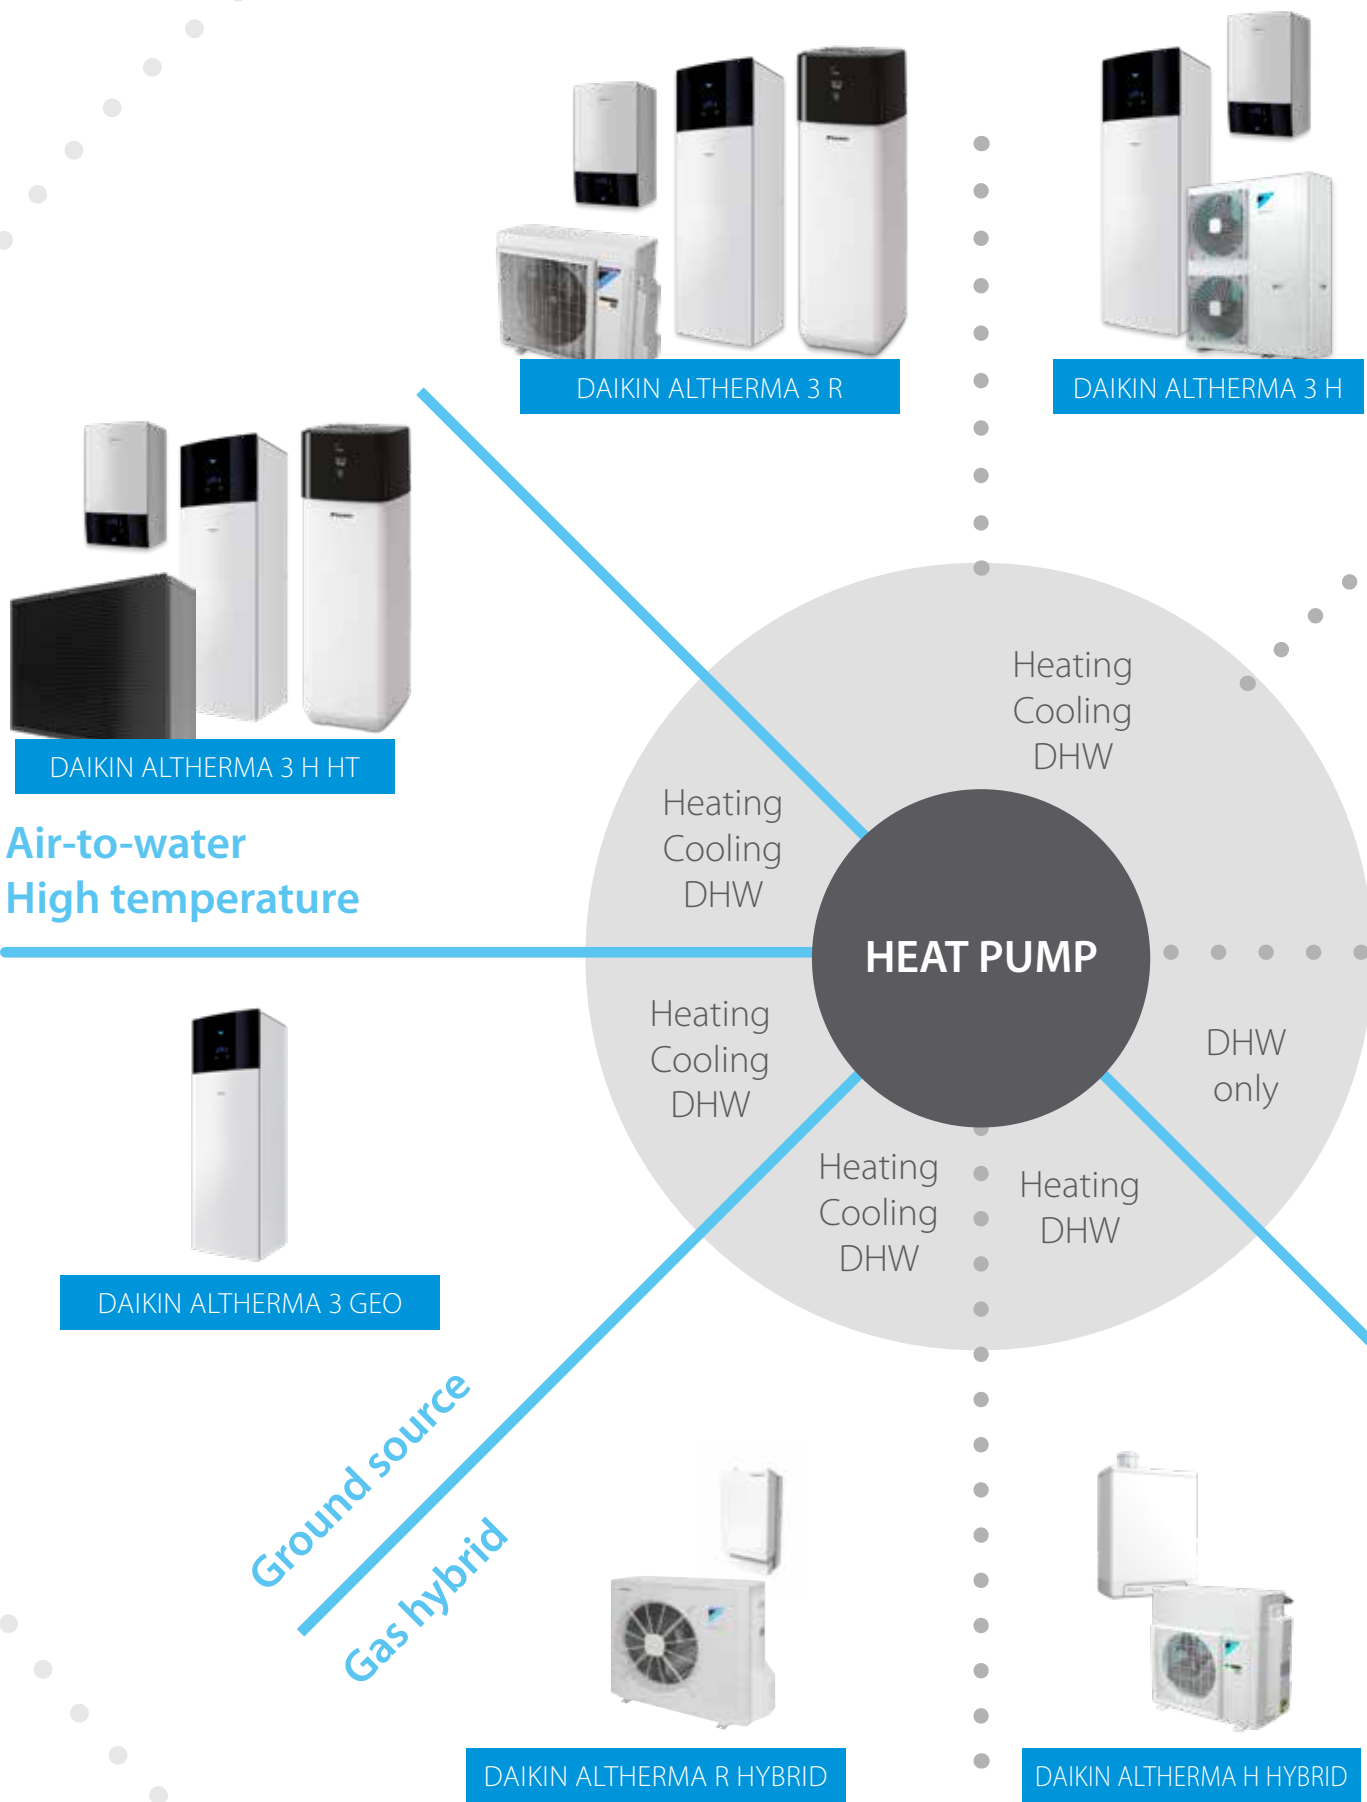 DAIKIN ALTHERMA 3 R
DAIKIN ALTHERMA 3 H
DAIKIN ALTHERMA 3 H HT
Air-to-water
High temperature
Heating
Cooling
DHW
Heating
Cooling
DHW
HEAT PUMP
Heating
Cooling
DHW
DHW
only
Heating
Cooling
DHW
Heating
DHW
DAIKIN ALTHERMA 3 GEO
Ground source
Gas hybrid
DAIKIN ALTHERMA R HYBRID
DAIKIN ALTHERMA H HYBRID